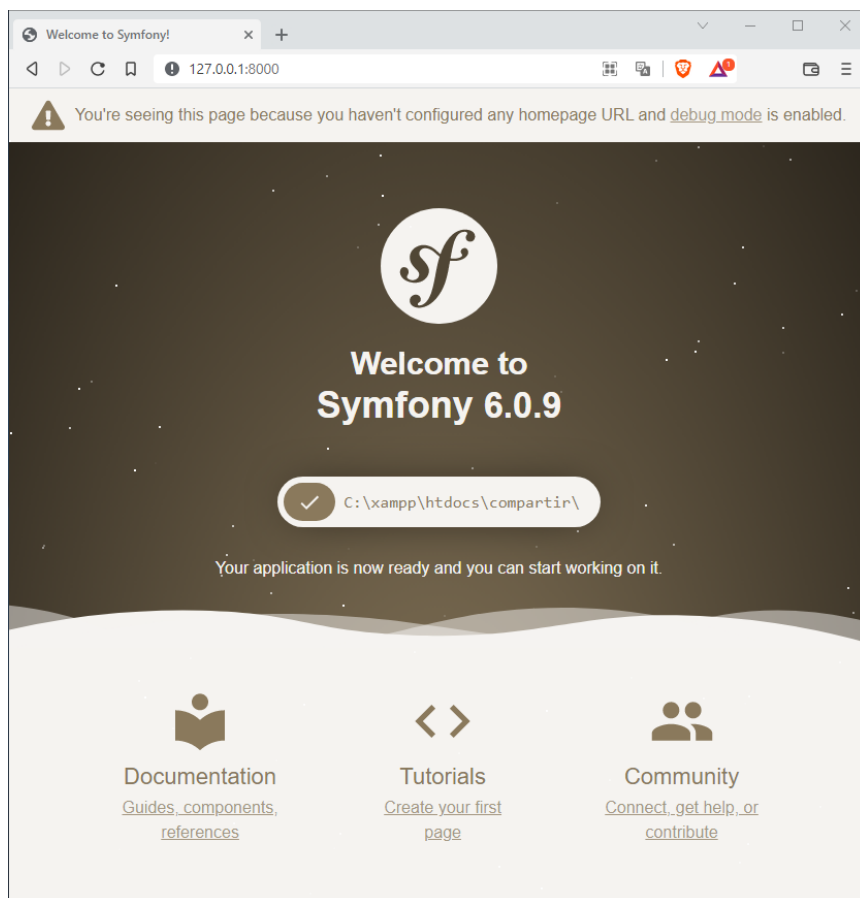 Welcome to Symfony!
127.0.0.1:8000
1
You're seeing this page because you haven't configured any homepage URL and debug mode is enabled.
sf
Welcome to
Symfony 6.0.9
C:\xampp\htdocs\compartir\
Your application is now ready and you can start working on it.
Documentation
Guides, components,
references
Tutorials
Create your first
page
Community
Connect, get help, or
contribute